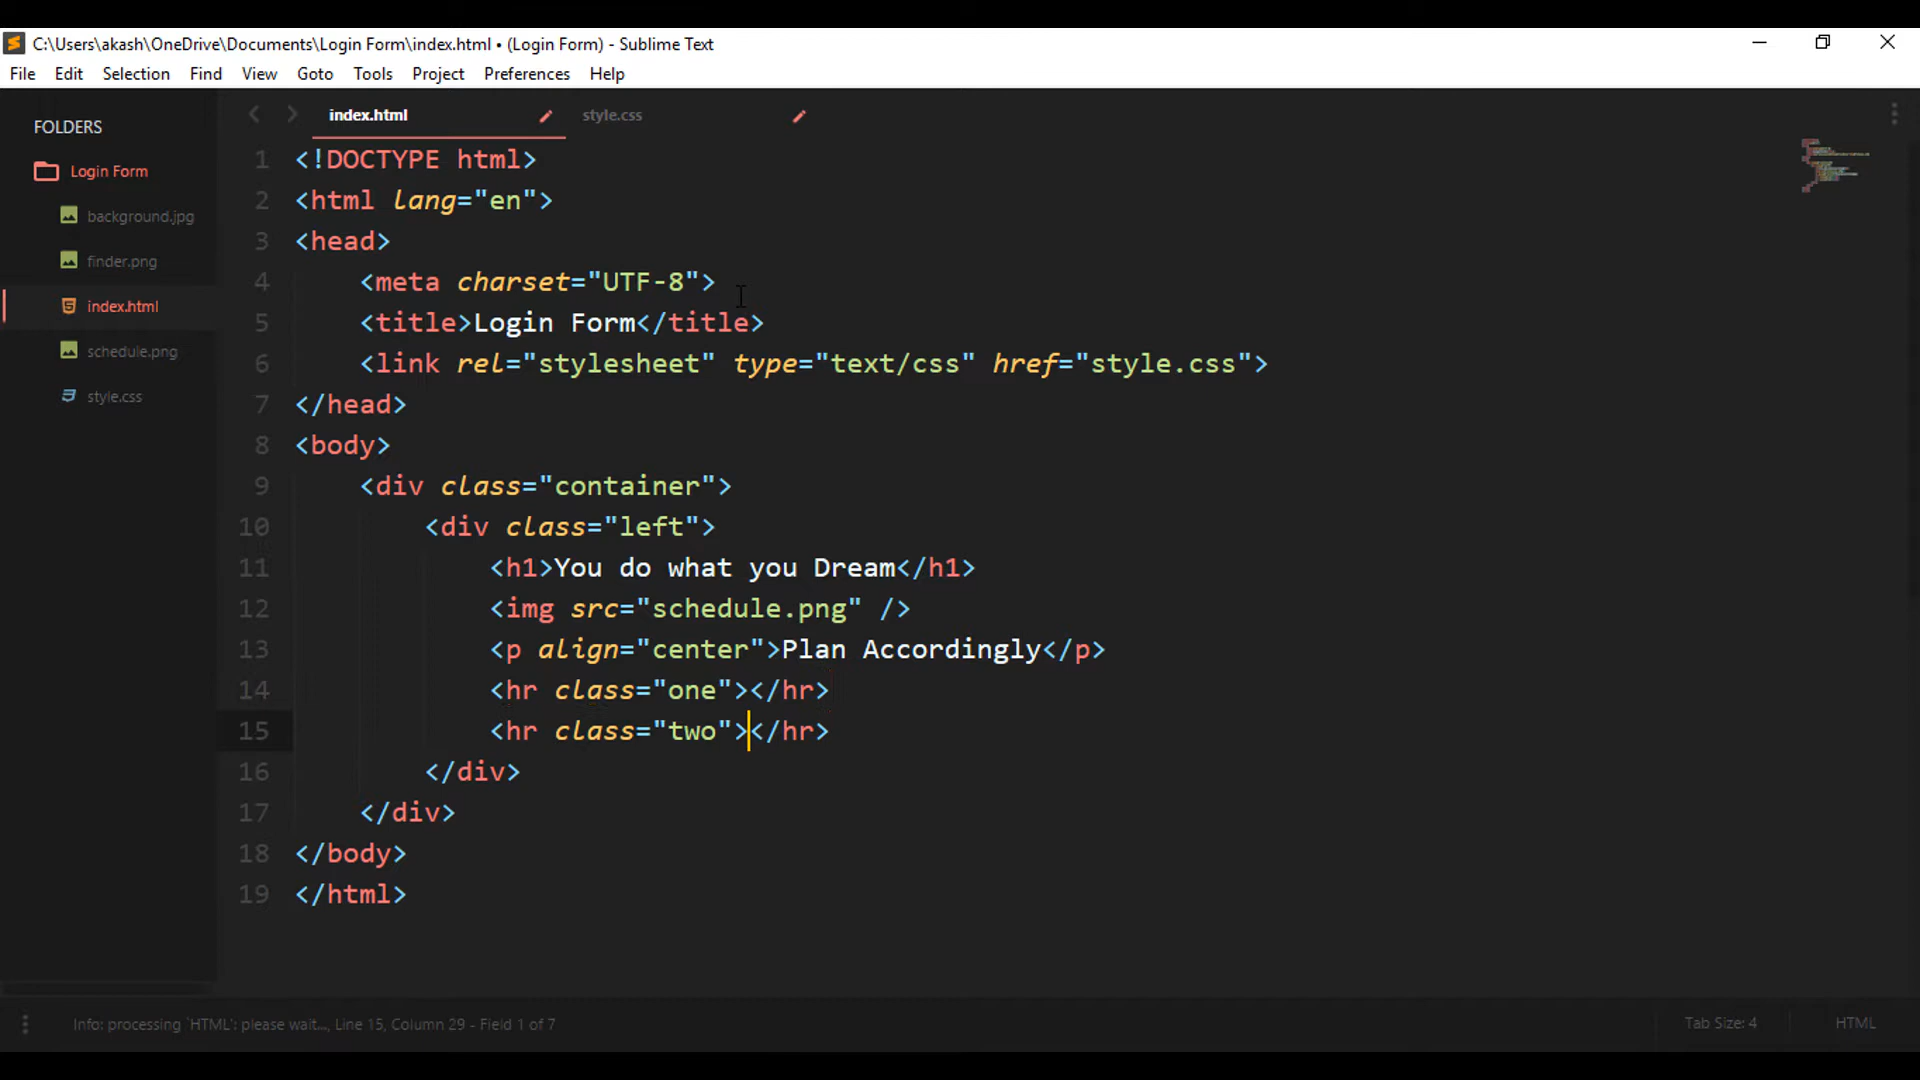 C:\Users\akash\OneDrive\Documents\Login Form\index.html • (Login Form) - Sublime Text
File Edit Selection Find View Goto Tools Project Preferences Help
FOLDERS
Login Form
background.jpg
finder.png
index.html
schedule.png
style.css
index.html style.css
1 <!DOCTYPE html>
2 <html lang="en">
3 <head>
4 <meta charset="UTF-8">
5 <title>Login Form</title>
6 <link rel="stylesheet" type="text/css" href="style.css">
7 </head>
8 <body>
9 <div class="container">
10 <div class="left">
11 <h1>You do what you Dream</h1>
12 <img src="schedule.png" />
13 <p align="center">Plan Accordingly</p>
14 <hr class="one"></hr>
15 <hr class="two"></hr>
16 </div>
17 </div>
18 </body>
19 </html>
Info: processing `HTML': please wait..., Line 15, Column 29 - Field 1 of 7
Tab Size: 4 HTML